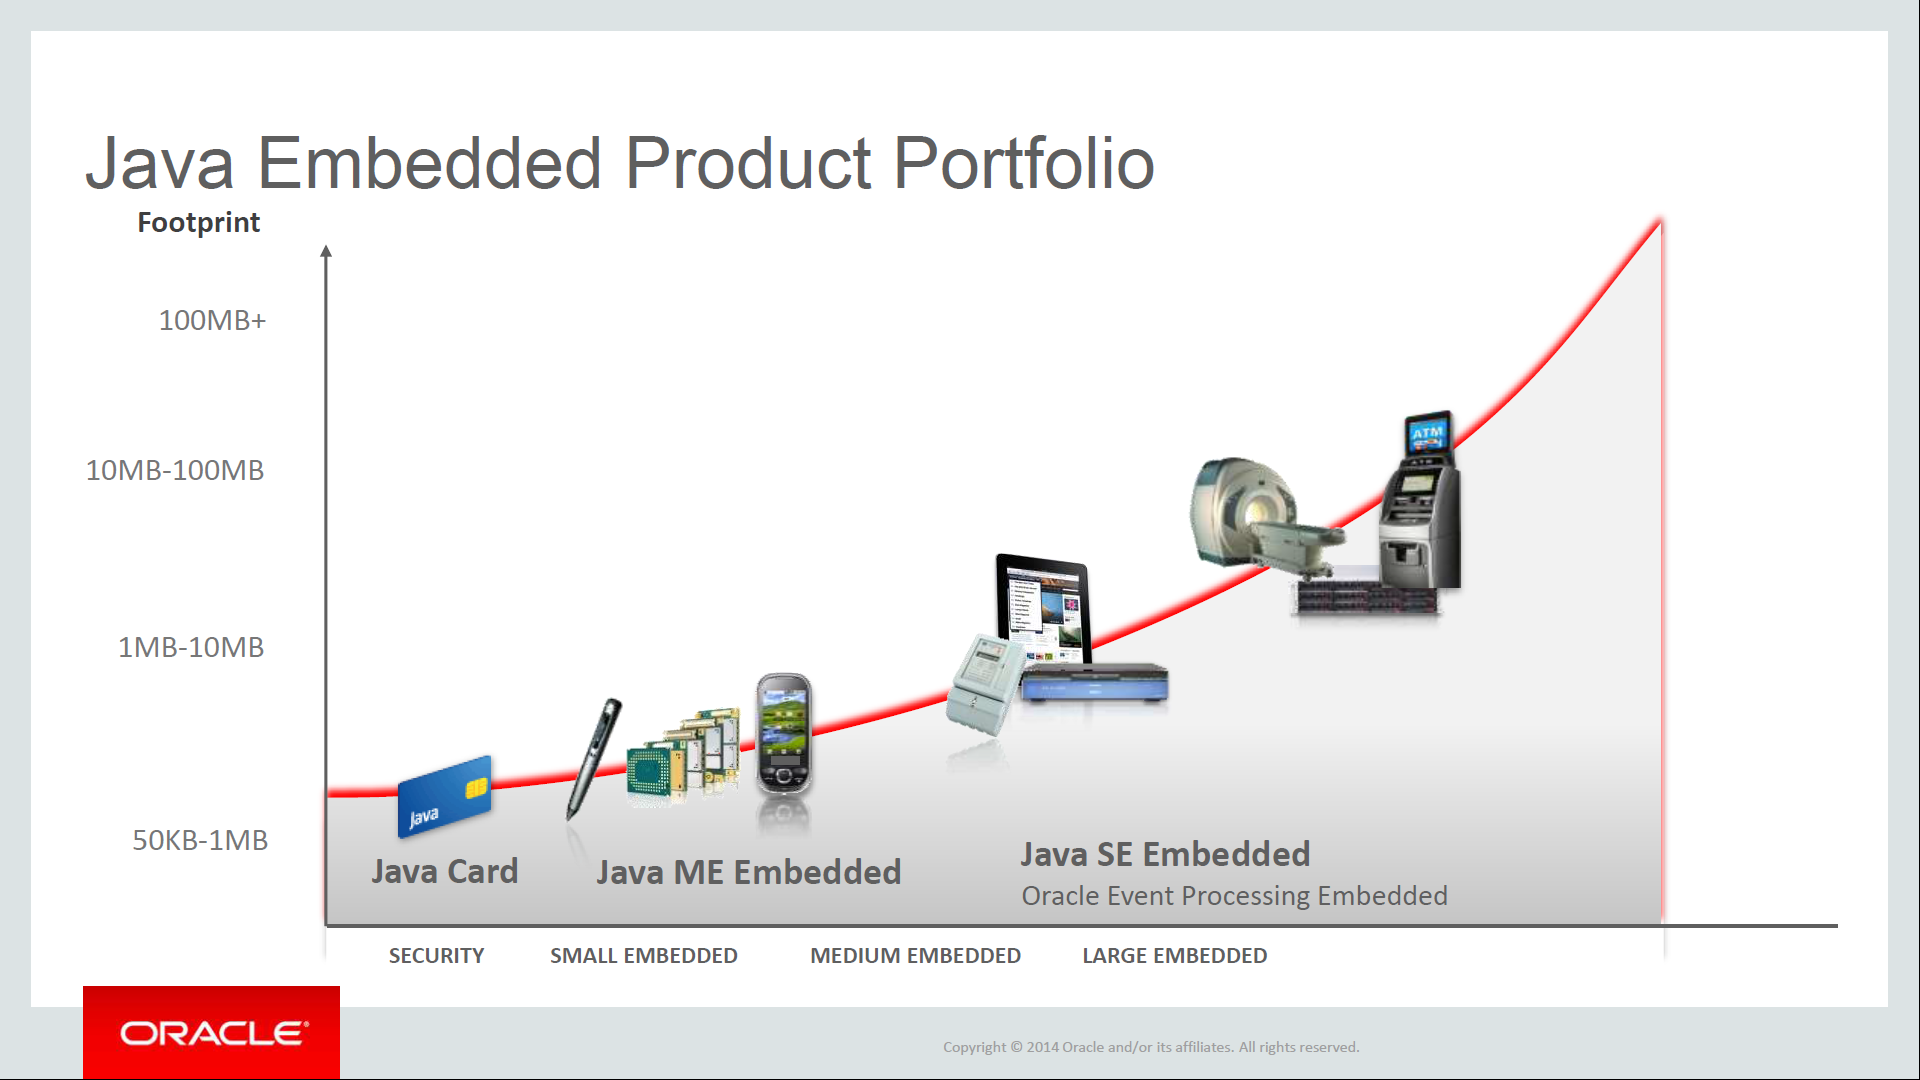 Java Embedded Product Portfolio
Footprint
100MB+
10MB-100MB
1MB-10MB
50KB-1MB
ATM
Java
Java Card
Java ME Embedded
Java SE Embedded
Oracle Event Processing Embedded
SECURITY
SMALL EMBEDDED
MEDIUM EMBEDDED
LARGE EMBEDDED
ORACLE®
Copyright © 2014 Oracle and/or its affiliates. All rights reserved.